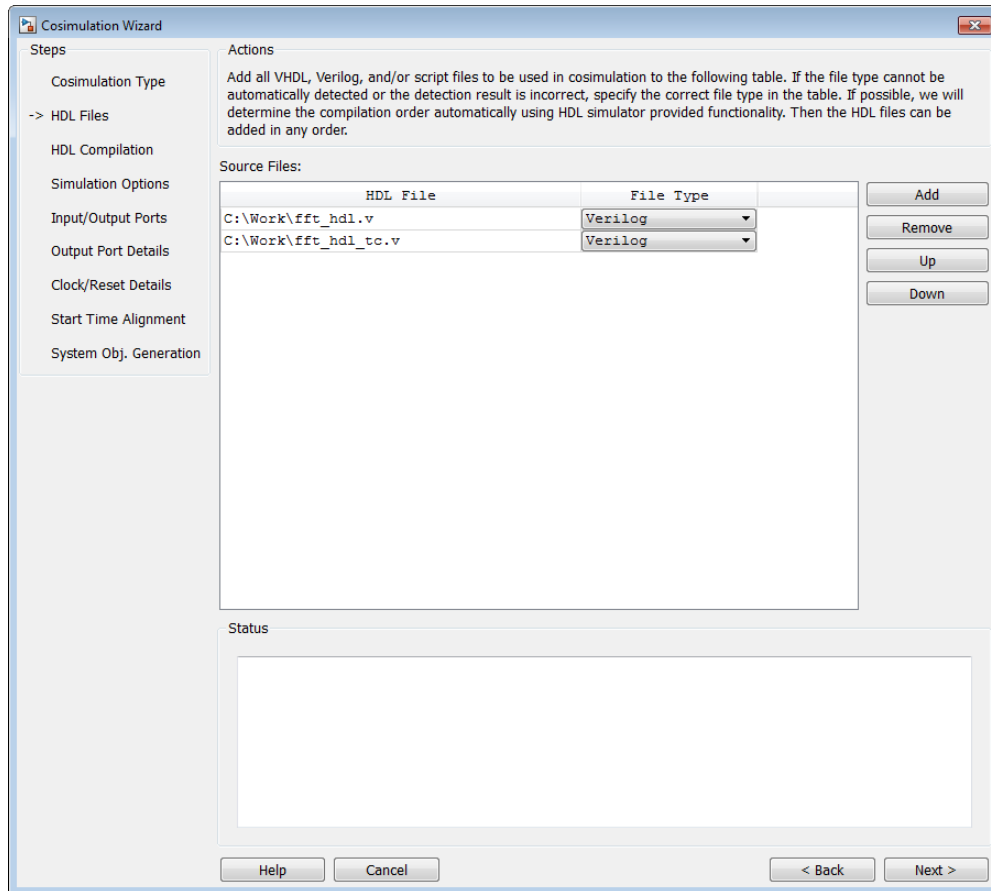 Cosimulation Wizard
Steps
Cosimulation Type
-> HDL Files
HDL Compilation
Simulation Options
Input/Output Ports
Output Port Details
Clock/Reset Details
Start Time Alignment
System Obj. Generation
Actions
Add all VHDL, Verilog, and/or script files to be used in cosimulation to the following table. If the file type cannot be
automatically detected or the detection result is incorrect, specify the correct file type in the table. If possible, we will
determine the compilation order automatically using HDL simulator provided functionality. Then the HDL files can be
added in any order.
Source Files:
HDL File File Type
C:\Work\fft_hdl.v Verilog
C:\Work\fft_hdl_tc.v Verilog
Add
Remove
Up
Down
Status
Help Cancel < Back Next >